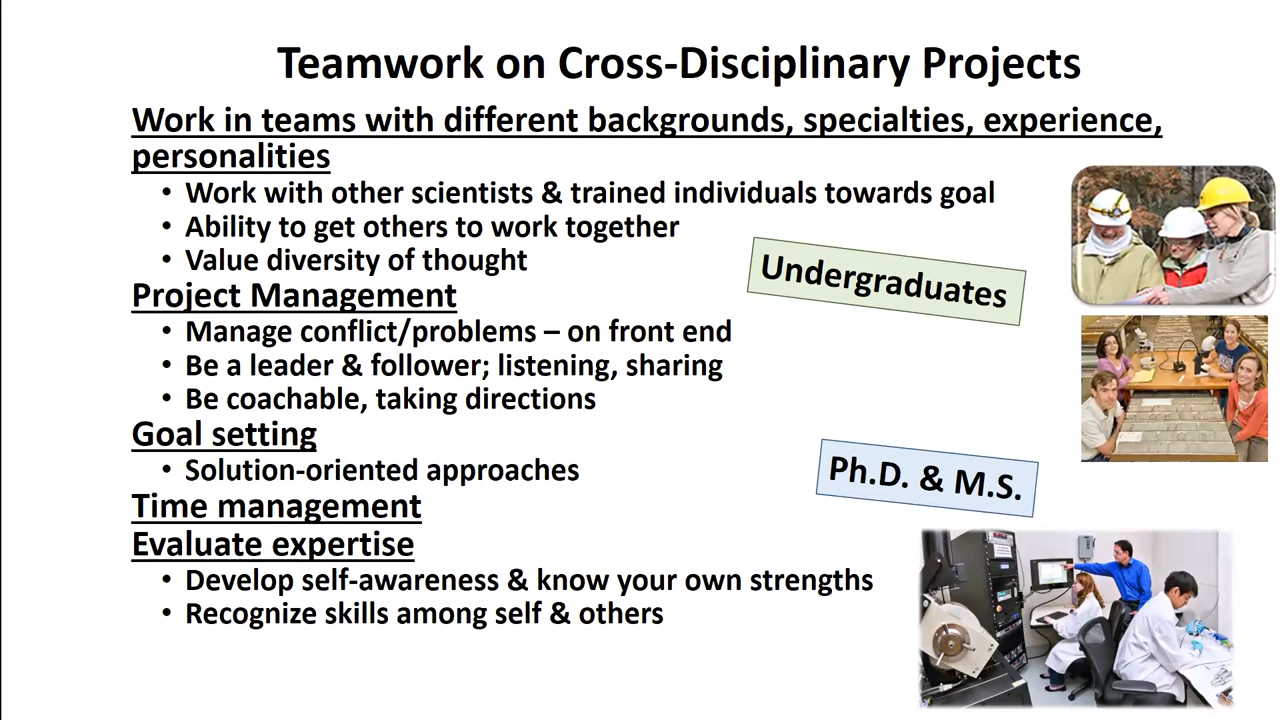 Teamwork on Cross-Disciplinary Projects
Work in teams with different backgrounds, specialties, experience,
personalities
• Work with other scientists & trained individuals towards goal
• Ability to get others to work together
• Value diversity of thought
Undergraduates
Project Management
• Manage conflict/problems – on front end
• Be a leader & follower; listening, sharing
• Be coachable, taking directions
Goal setting
• Solution-oriented approaches
Ph.D. & M.S.
Time management
Evaluate expertise
• Develop self-awareness & know your own strengths
• Recognize skills among self & others